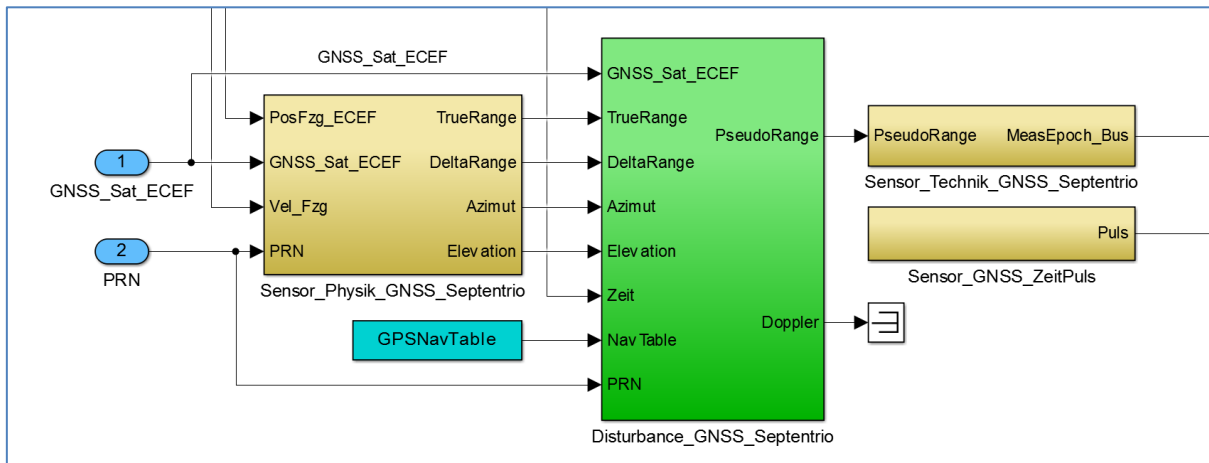 GNSS_Sat_ECEF
GNSS_Sat_ECEF
PosFzg_ECEF
TrueRange
TrueRange
PseudoRange
PseudoRange
MeasEpoch_Bus
1
GNSS_Sat_ECEF
DeltaRange
DeltaRange
GNSS_Sat_ECEF
Sensor_Technik_GNSS_Septentrio
Vel_Fzg
Azimut
Azimut
Puls
2
PRN
Elevation
Elevation
PRN
Sensor_Physik_GNSS_Septentrio
Sensor_GNSS_ZeitPuls
Zeit
Doppler
GPSNavTable
NavTable
PRN
Disturbance_GNSS_Septentrio